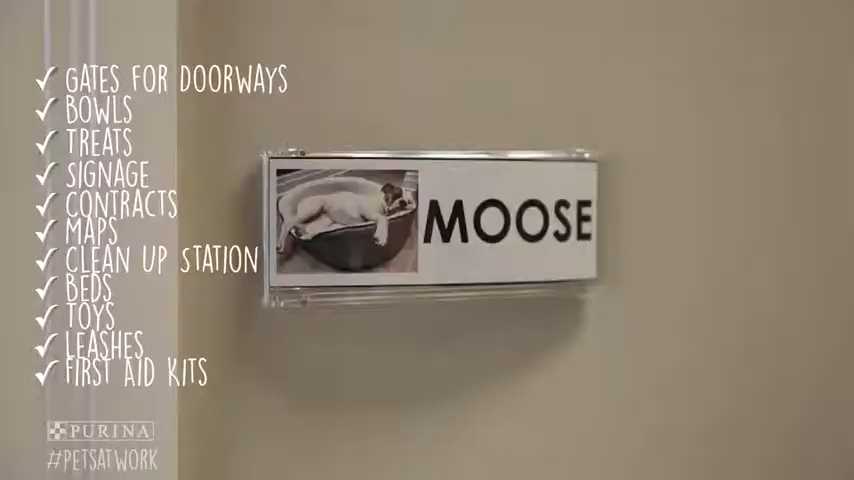 GATES FOR DOORWAYS
BOWLS
TREATS
SIGNAGE
CONTRACTS
MAPS
CLEAN UP STATION
BEDS
TOYS
LEASHES
FIRST AID KITS
MOOSE
PURINA
#PETSATWORK